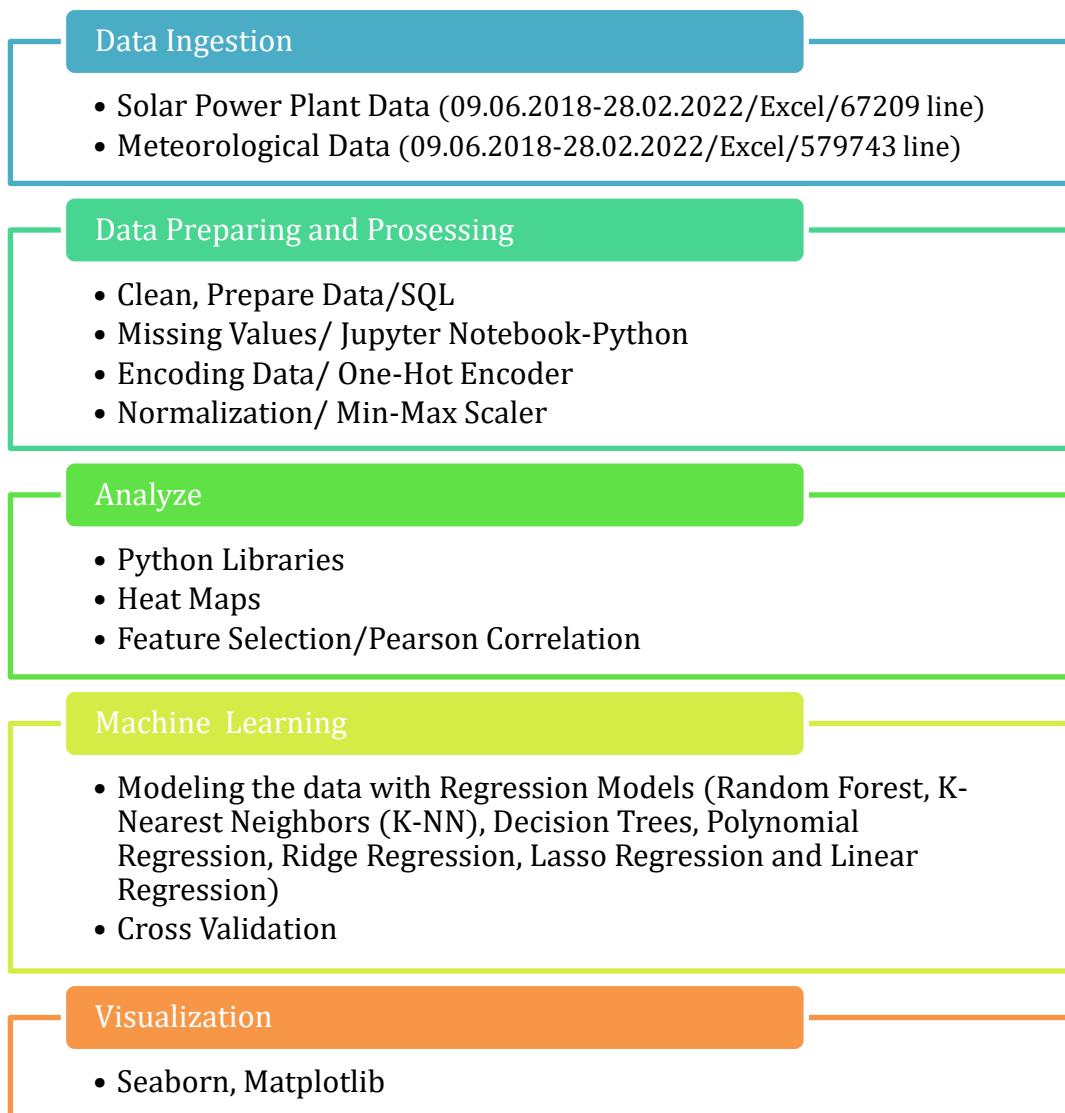 Data Ingestion
• Solar Power Plant Data (09.06.2018-28.02.2022/Excel/67209 line)
• Meteorological Data (09.06.2018-28.02.2022/Excel/579743 line)
Data Preparing and Prosessing
• Clean, Prepare Data/SQL
• Missing Values/ Jupyter Notebook-Python
• Encoding Data/ One-Hot Encoder
• Normalization/ Min-Max Scaler
Analyze
• Python Libraries
• Heat Maps
• Feature Selection/Pearson Correlation
Machine  Learning
• Modeling the data with Regression Models (Random Forest, K-
Nearest Neighbors (K-NN), Decision Trees, Polynomial
Regression, Ridge Regression, Lasso Regression and Linear
Regression)
• Cross Validation
Visualization
• Seaborn, Matplotlib